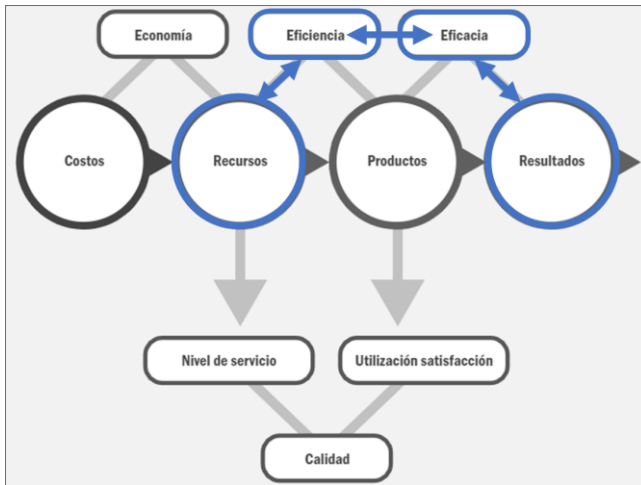 Economía
Eficiencia
Eficacia
Costos
Recursos
Productos
Resultados
Nivel de servicio
Utilización satisfacción
Calidad